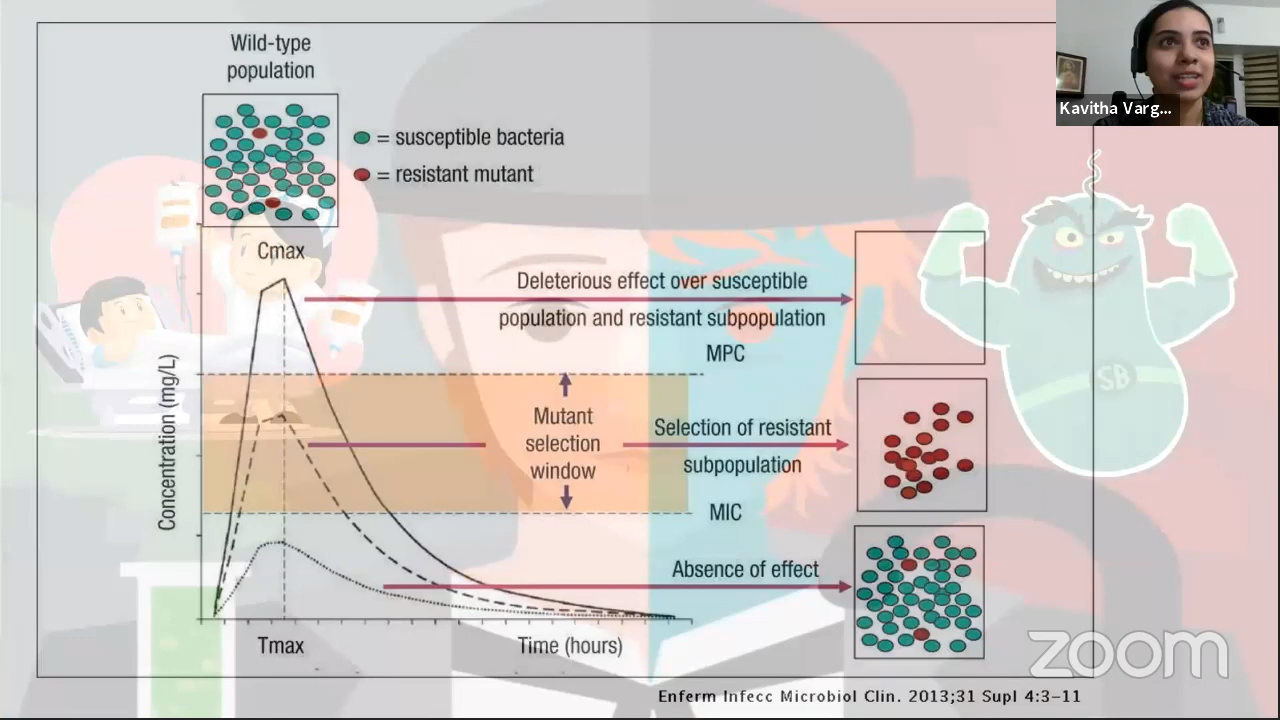 Wild-type
population
= susceptible bacteria
= resistant mutant
Kavitha Varg...
Cmax
Deleterious effect over susceptible
population and resistant subpopulation
MPC
Mutant
selection
window
Selection of resistant
subpopulation
MIC
Absence of effect
Concentration (mg/L)
Tmax
Time (hours)
SB
zoom
Enferm Infecc Microbiol Clin. 2013;31 Supl 4:3–11